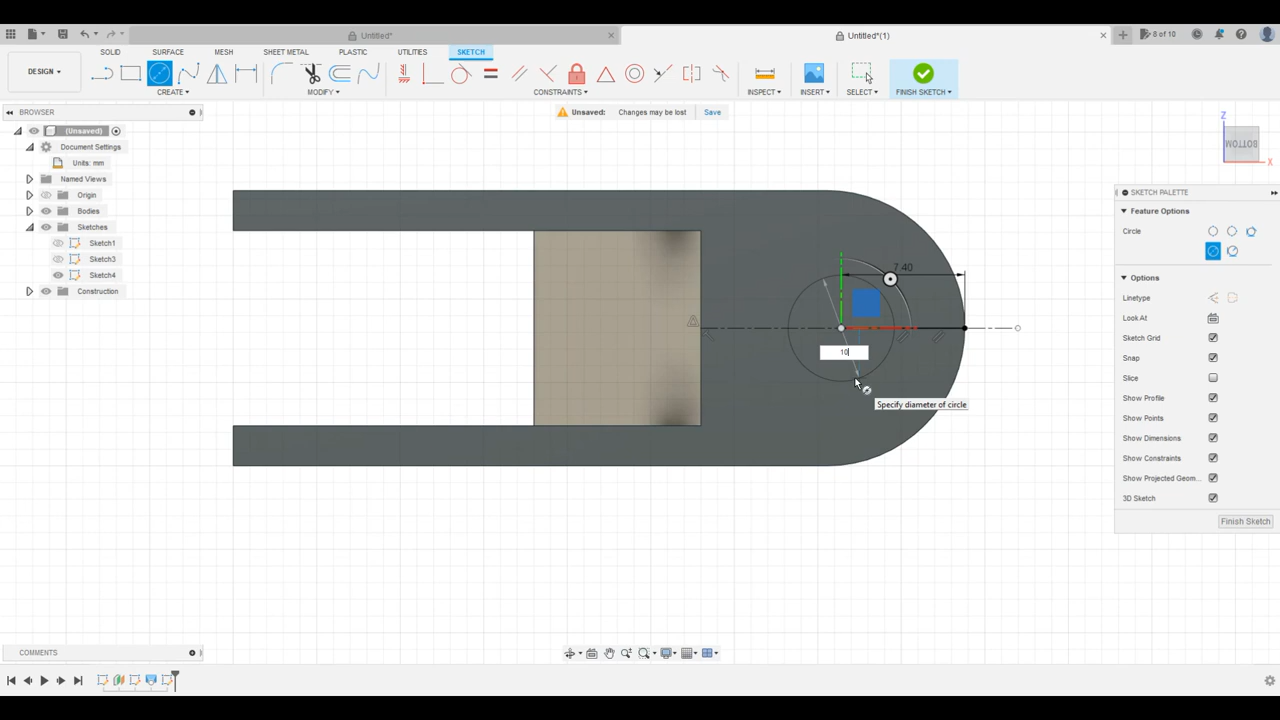 Untitled*
Untitled*(1)
8 of 10
SOLID
SURFACE
MESH
SHEET METAL
PLASTIC
UTILITIES
SKETCH
DESIGN
CREATE
MODIFY
CONSTRAINTS
INSPECT
INSERT
SELECT
FINISH SKETCH
BROWSER
Unsaved: Changes may be lost Save
(Unsaved)
Document Settings
Units: mm
Named Views
Origin
Bodies
Sketches
Sketch1
Sketch3
Sketch4
Construction
Z
BOTTOM
X
7.40
10
Specify diameter of circle
SKETCH PALETTE
Feature Options
Circle
Options
Linetype
Look At
Sketch Grid
Snap
Slice
Show Profile
Show Points
Show Dimensions
Show Constraints
Show Projected Geom...
3D Sketch
Finish Sketch
COMMENTS